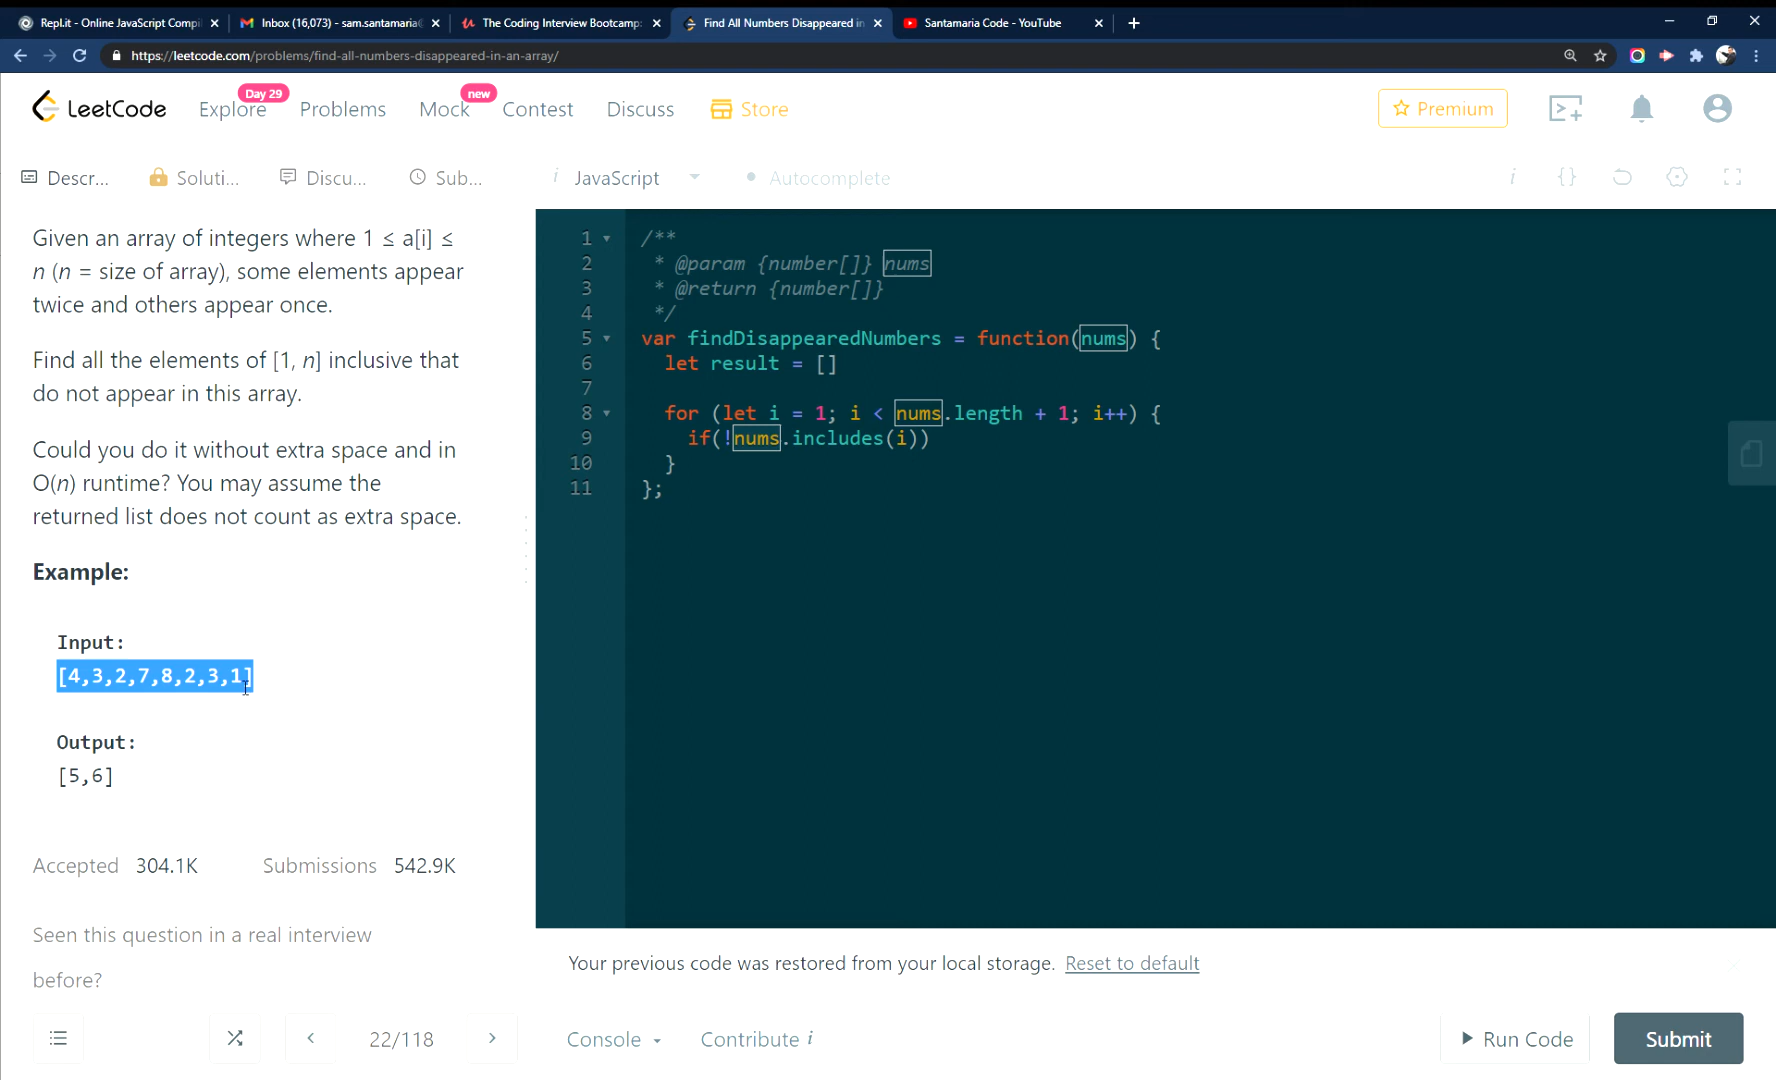 Repl.it - Online JavaScript Compi
Inbox (16,073) - sam.santamaria@
The Coding Interview Bootcamp:
Find All Numbers Disappeared in
Santamaria Code - YouTube
https://leetcode.com/problems/find-all-numbers-disappeared-in-an-array/
LeetCode
Explore
Day 29
Problems
Mock
new
Contest
Discuss
Store
Premium
Descr...
Soluti...
Discu...
Sub...
i JavaScript
Autocomplete
i {}
Given an array of integers where 1 ≤ a[i] ≤
n (n = size of array), some elements appear
twice and others appear once.
Find all the elements of [1, n] inclusive that
do not appear in this array.
Could you do it without extra space and in
O(n) runtime? You may assume the
returned list does not count as extra space.
Example:
Input:
[4,3,2,7,8,2,3,1]
Output:
[5,6]
Accepted 304.1K Submissions 542.9K
Seen this question in a real interview
before?
22/118
1 /**
2 * @param {number[]} nums
3 * @return {number[]}
4 */
5 var findDisappearedNumbers = function(nums) {
6 let result = []
7
8 for (let i = 1; i < nums.length + 1; i++) {
9 if(!nums.includes(i))
10 }
11 };
Your previous code was restored from your local storage. Reset to default
Console
Contribute i
Run Code
Submit